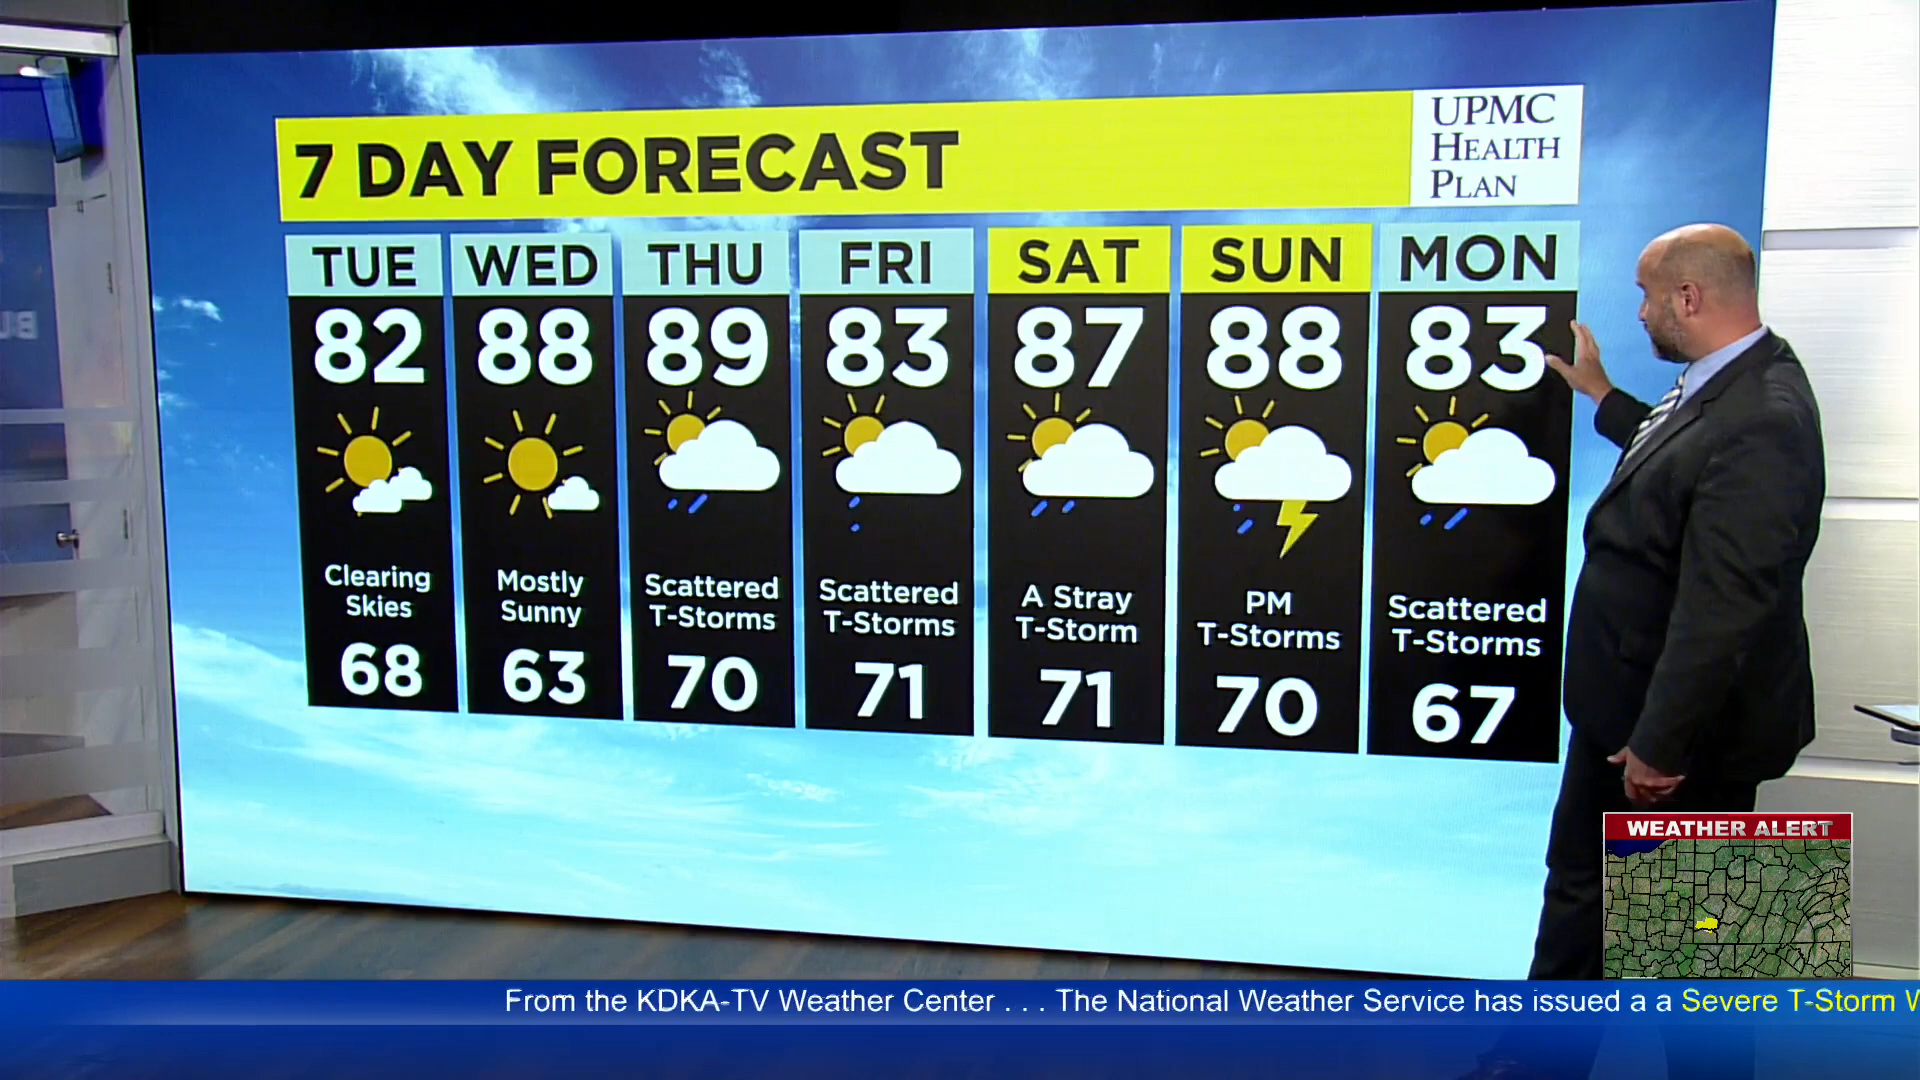 7 DAY FORECAST
UPMC
HEALTH
PLAN
TUE
82
Clearing
Skies
68
WED
88
Mostly
Sunny
63
THU
89
Scattered
T-Storms
70
FRI
83
Scattered
T-Storms
71
SAT
87
A Stray
T-Storm
71
SUN
88
PM
T-Storms
70
MON
83
Scattered
T-Storms
67
WEATHER ALERT
From the KDKA-TV Weather Center . . . The National Weather Service has issued a a Severe T-Storm